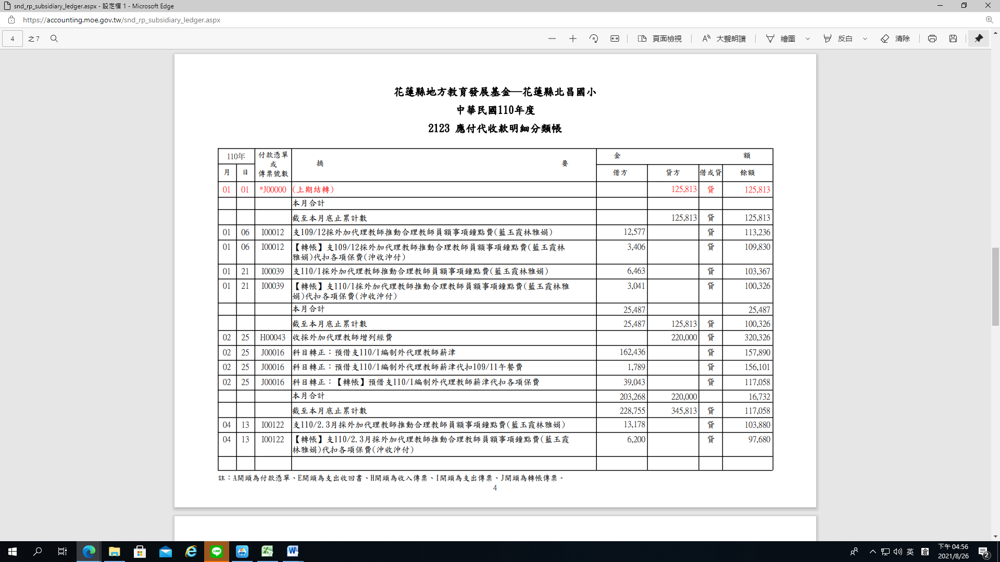 snd_rp_subsidiary_ledger.aspx - 設定檔 1 - Microsoft Edge
https://accounting.moe.gov.tw/snd_rp_subsidiary_ledger.aspx
4 之 7 頁面檢視 大聲朗讀 繪圖 反白 清除
花蓮縣地方教育發展基金—花蓮縣北昌國小
中華民國110年度
2123 應付代收款明細分類帳
110年 付款憑單或傳票號數 摘 要 金 額
月 日 借方 貸方 借或貸 餘額
01 01 *J00000 (上期結轉) 125,813 貸 125,813
本月合計
截至本月底止累計數 125,813 貸 125,813
01 06 I00012 支109/12採外加代理教師推動合理教師員額事項鐘點費(藍玉霞林雅娟) 12,577 貸 113,236
01 06 I00012 【轉帳】支109/12採外加代理教師推動合理教師員額事項鐘點費(藍玉霞林 3,406 貸 109,830
雅娟)代扣各項保費(沖收沖付)
01 21 I00039 支110/1採外加代理教師推動合理教師員額事項鐘點費(藍玉霞林雅娟) 6,463 貸 103,367
01 21 I00039 【轉帳】支110/1採外加代理教師推動合理教師員額事項鐘點費(藍玉霞林雅 3,041 貸 100,326
娟)代扣各項保費(沖收沖付)
本月合計 25,487 25,487
截至本月底止累計數 25,487 125,813 貸 100,326
02 25 H00043 收採外加代理教師增列經費 220,000 貸 320,326
02 25 J00016 科目轉正：預借支110/1編制外代理教師薪津 162,436 貸 157,890
02 25 J00016 科目轉正：預借支110/1編制外代理教師薪津代扣109/11午餐費 1,789 貸 156,101
02 25 J00016 科目轉正：【轉帳】預借支110/1編制外代理教師薪津代扣各項保費 39,043 貸 117,058
本月合計 203,268 220,000 16,732
截至本月底止累計數 228,755 345,813 貸 117,058
04 13 I00122 支110/2.3月採外加代理教師推動合理教師員額事項鐘點費(藍玉霞林雅娟) 13,178 貸 103,880
04 13 I00122 【轉帳】支110/2.3月採外加代理教師推動合理教師員額事項鐘點費(藍玉霞 6,200 貸 97,680
林雅娟)代扣各項保費(沖收沖付)
註：A開頭為付款憑單、E開頭為支出收回書、H開頭為收入傳票、I開頭為支出傳票、J開頭為轉帳傳票。
4
LINE 英 下午 04:56
2021/8/26 2